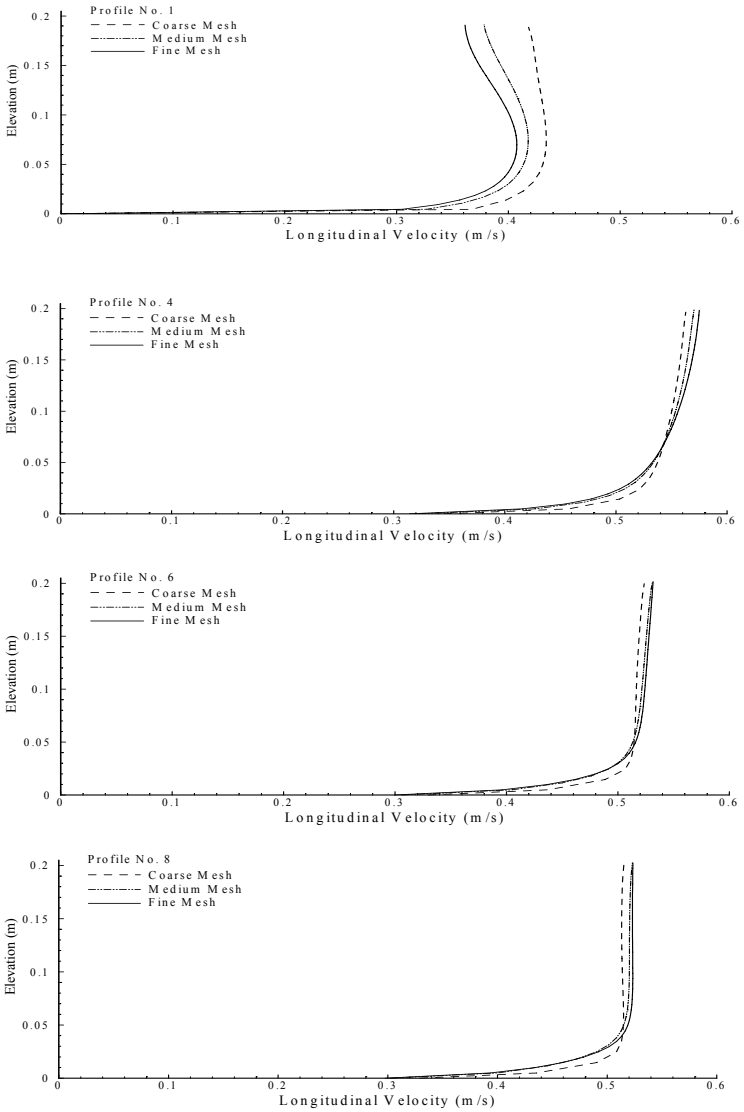 0.2
Profile No. 1
Coarse Mesh
Medium Mesh
Fine Mesh
0.15
Elevation (m)
0.1
0.05
0
0 0.2 0.3 0.4 0.5 0.6
Longitudinal Velocity (m/s)
Profile No. 4
0.2
Coarse Mesh
Medium Mesh
Fine Mesh
0.15
Elevation (m)
0.1
0.05
0
0 0.1 0.2 0.3 0.4 0.5 0.6
Longitudinal Velocity (m/s)
Profile No. 6
0.2
Coarse Mesh
Medium Mesh
Fine Mesh
0.15
Elevation (m)
0.1
0.05
0
0 0.1 0.2 0.3 0.4 0.5 0.6
Longitudinal Velocity (m/s)
Profile No. 8
0.2
Coarse Mesh
Medium Mesh
Fine Mesh
0.15
Elevation (m)
0.1
0.05
0
0 0.1 0.2 0.3 0.4 0.5 0.6
Longitudinal Velocity (m/s)